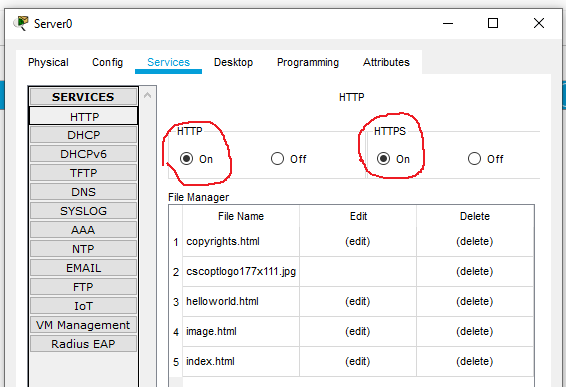 Server0
Physical Config Services Desktop Programming Attributes
SERVICES
HTTP
DHCP
DHCPv6
TFTP
DNS
SYSLOG
AAA
NTP
EMAIL
FTP
IoT
VM Management
Radius EAP
HTTP
HTTP HTTPS
On Off On Off
File Manager
File Name Edit Delete
1 copyrights.html (edit) (delete)
2 cscoptlogo177x111.jpg (delete)
3 helloworld.html (edit) (delete)
4 image.html (edit) (delete)
5 index.html (edit) (delete)